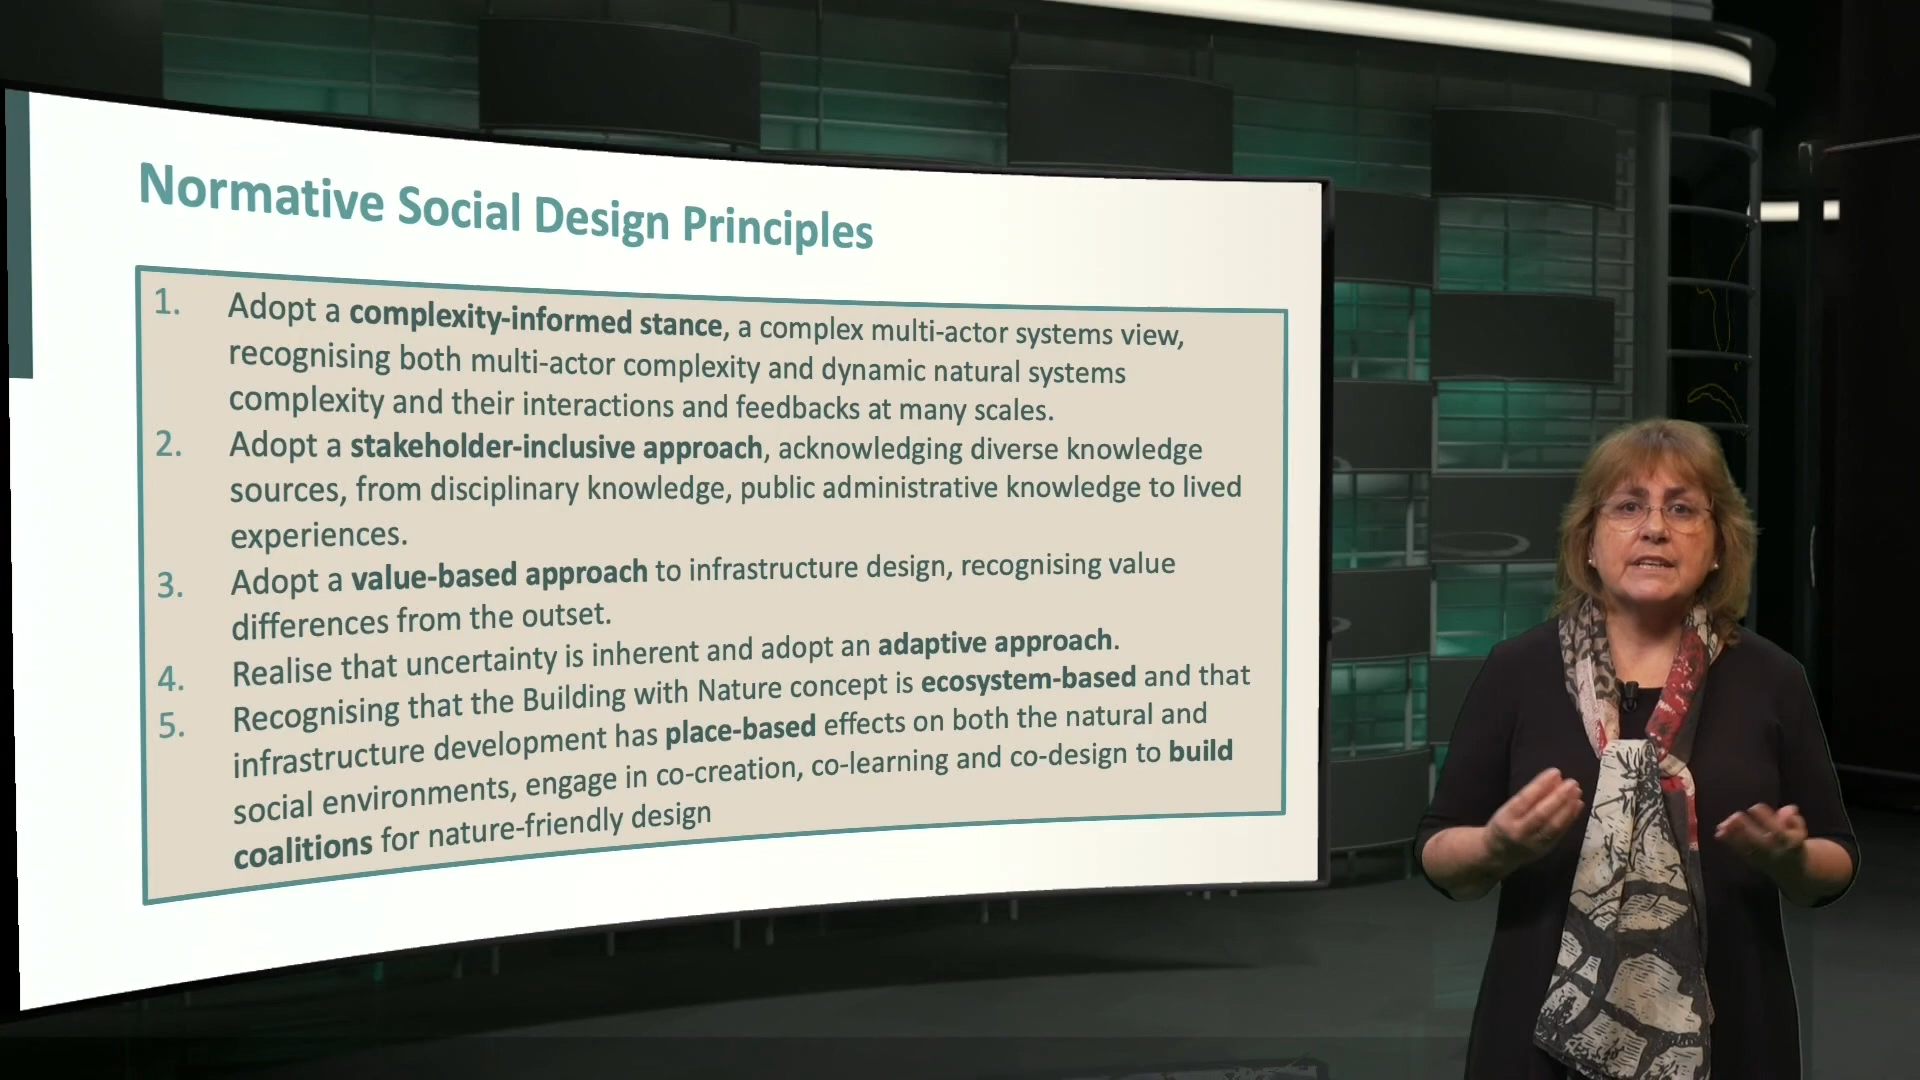 Normative Social Design Principles
1. Adopt a complexity-informed stance, a complex multi-actor systems view,
recognising both multi-actor complexity and dynamic natural systems
complexity and their interactions and feedbacks at many scales.
2. Adopt a stakeholder-inclusive approach, acknowledging diverse knowledge
sources, from disciplinary knowledge, public administrative knowledge to lived
experiences.
3. Adopt a value-based approach to infrastructure design, recognising value
differences from the outset.
4. Realise that uncertainty is inherent and adopt an adaptive approach.
5. Recognising that the Building with Nature concept is ecosystem-based and that
infrastructure development has place-based effects on both the natural and
social environments, engage in co-creation, co-learning and co-design to build
coalitions for nature-friendly design